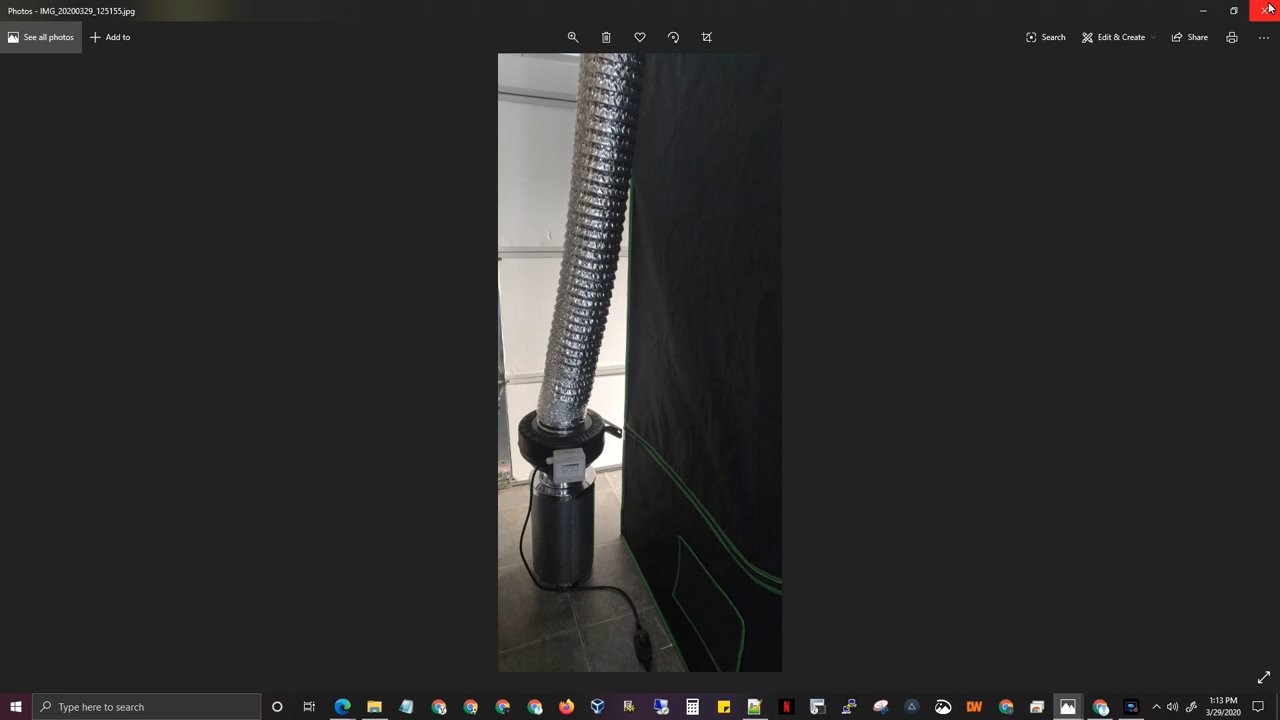 Photos - IMG_20200329_125155.jpg
See all photos
Add to
Search
Edit & Create
Share
Type here to search
DW
N
1:13 PM
3/29/2020